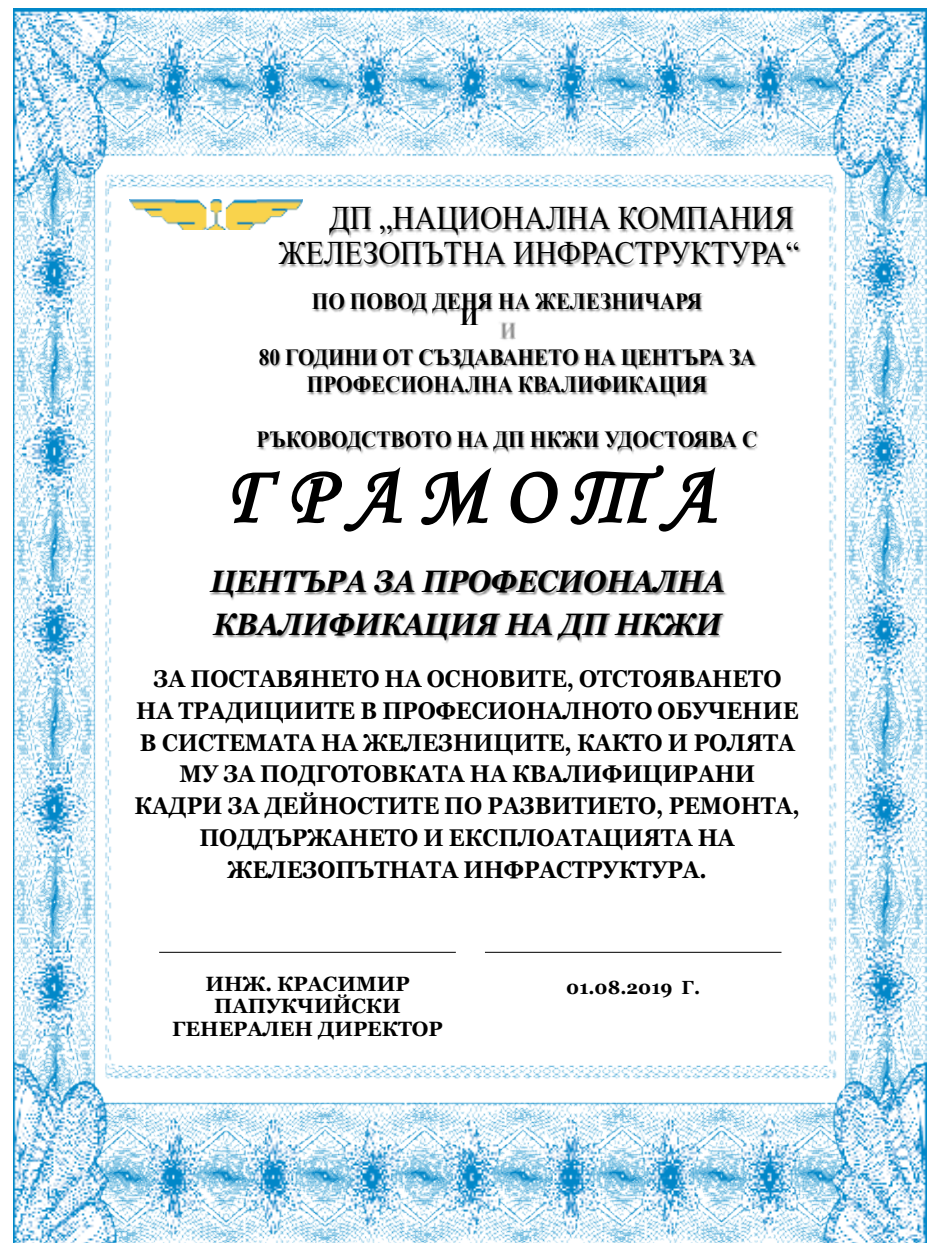 ДП „НАЦИОНАЛНА КОМПАНИЯ
ЖЕЛЕЗОПЪТНА ИНФРАСТРУКТУРА“
ПО ПОВОД ДЕНЯ НА ЖЕЛЕЗНИЧАРЯ
И
И
80 ГОДИНИ ОТ СЪЗДАВАНЕТО НА ЦЕНТЪРА ЗА
ПРОФЕСИОНАЛНА КВАЛИФИКАЦИЯ
РЪКОВОДСТВОТО НА ДП НКЖИ УДОСТОЯВА С
ГРАМОТА
ЦЕНТЪРА ЗА ПРОФЕСИОНАЛНА
КВАЛИФИКАЦИЯ НА ДП НКЖИ
ЗА ПОСТАВЯНЕТО НА ОСНОВИТЕ, ОТСТОЯВАНЕТО
НА ТРАДИЦИИТЕ В ПРОФЕСИОНАЛНОТО ОБУЧЕНИЕ
В СИСТЕМАТА НА ЖЕЛЕЗНИЦИТЕ, КАКТО И РОЛЯТА
МУ ЗА ПОДГОТОВКАТА НА КВАЛИФИЦИРАНИ
КАДРИ ЗА ДЕЙНОСТИТЕ ПО РАЗВИТИЕТО, РЕМОНТА,
ПОДДЪРЖАНЕТО И ЕКСПЛОАТАЦИЯТА НА
ЖЕЛЕЗОПЪТНАТА ИНФРАСТРУКТУРА.
ИНЖ. КРАСИМИР
ПАПУКЧИЙСКИ
ГЕНЕРАЛЕН ДИРЕКТОР
01.08.2019 Г.